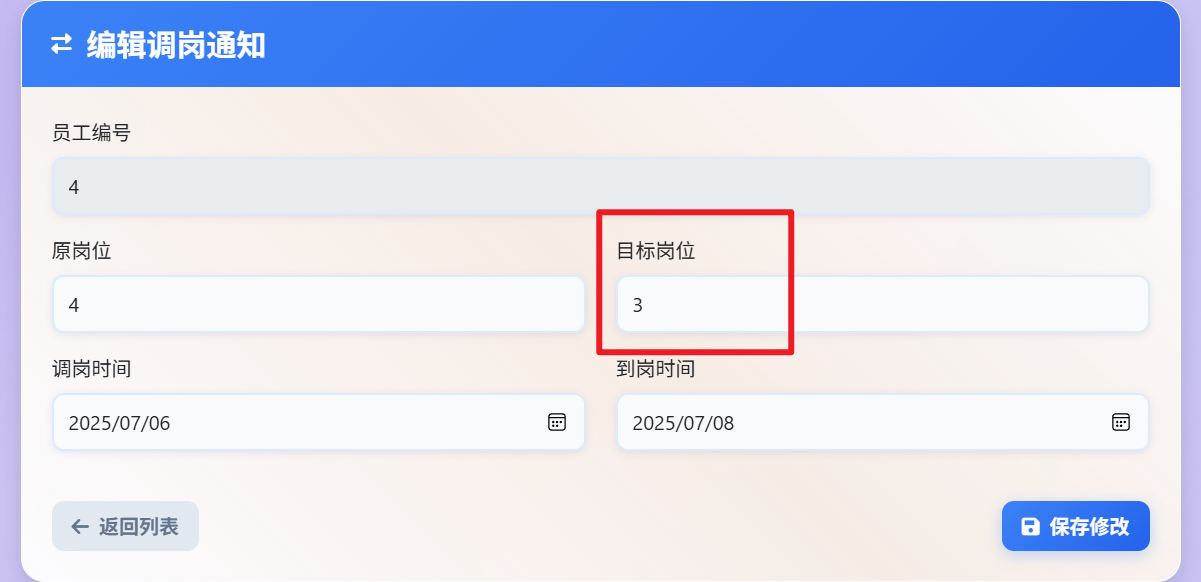 编辑调岗通知
员工编号
4
原岗位
目标岗位
4
3
调岗时间
到岗时间
2025/07/06
2025/07/08
返回列表
保存修改